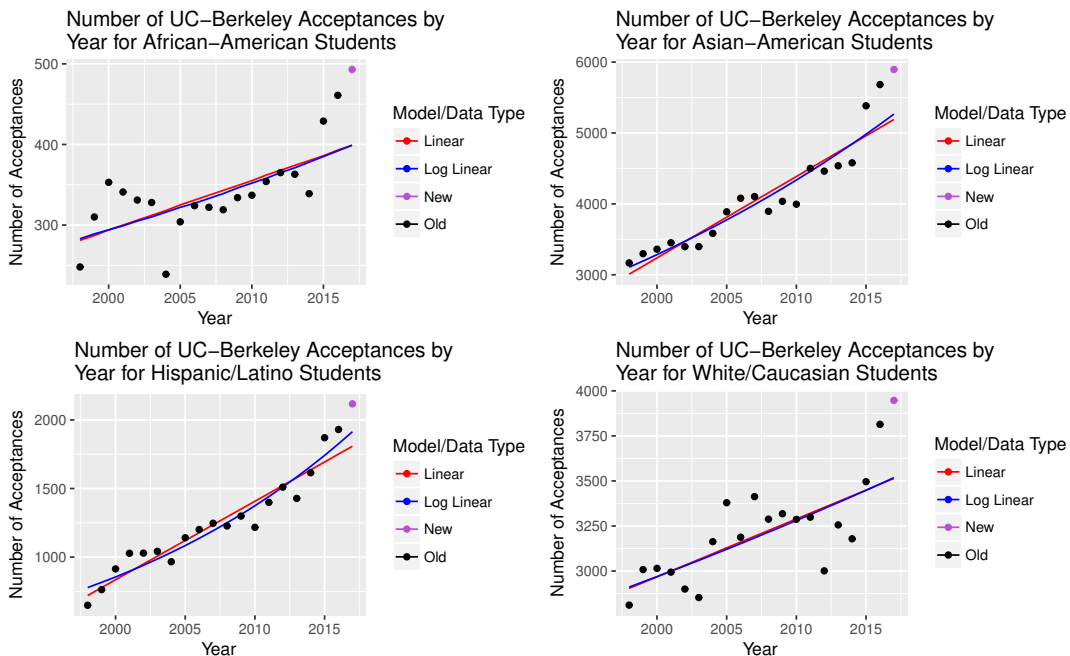 Number of UC−Berkeley Acceptances by
Year for African−American Students
Number of Acceptances
500
400
300
2000
2005
2010
2015
Year
Model/Data Type
Linear
Log Linear
New
Old
Number of UC−Berkeley Acceptances by
Year for Asian−American Students
Number of Acceptances
6000
5000
4000
3000
2000
2005
2010
2015
Year
Model/Data Type
Linear
Log Linear
New
Old
Number of UC−Berkeley Acceptances by
Year for Hispanic/Latino Students
Number of Acceptances
2000
1500
1000
2000
2005
2010
2015
Year
Model/Data Type
Linear
Log Linear
New
Old
Number of UC−Berkeley Acceptances by
Year for White/Caucasian Students
Number of Acceptances
4000
3750
3500
3250
3000
2000
2005
2010
2015
Year
Model/Data Type
Linear
Log Linear
New
Old